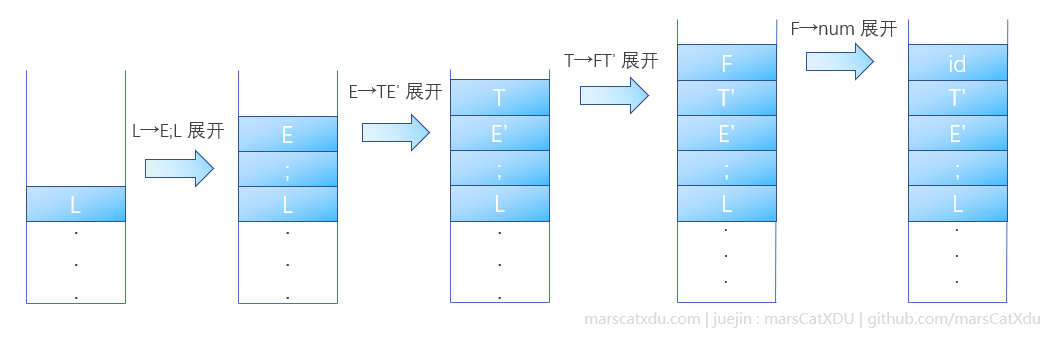 L→E;L 展开
E→TE' 展开
T→FT' 展开
F→num 展开
L
.
.
.
E
;
L
.
.
.
T
E'
;
L
.
.
.
F
T'
E'
;
L
.
.
.
id
T'
E'
;
L
.
.
.
marscatxdu.com | juejin : marsCatXDU | github.com/marsCatXdu